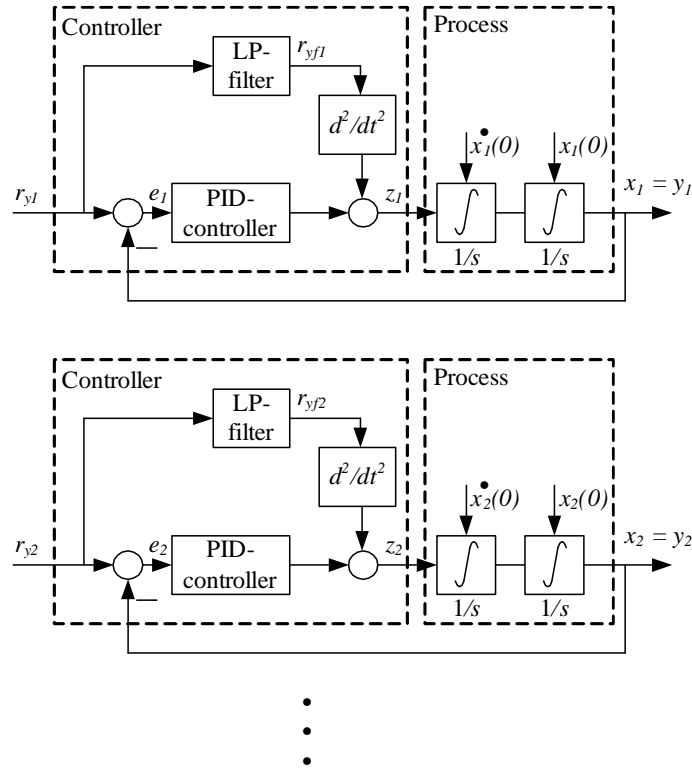 Controller
Process
LP-
filter
r_yf1
d²/dt²
ẋ₁(0)
x₁(0)
x₁ = y₁
r_y1
e₁
PID-
controller
z₁
∫
∫
1/s
1/s
Controller
Process
LP-
filter
r_yf2
d²/dt²
ẋ₂(0)
x₂(0)
x₂ = y₂
r_y2
e₂
PID-
controller
z₂
∫
∫
1/s
1/s